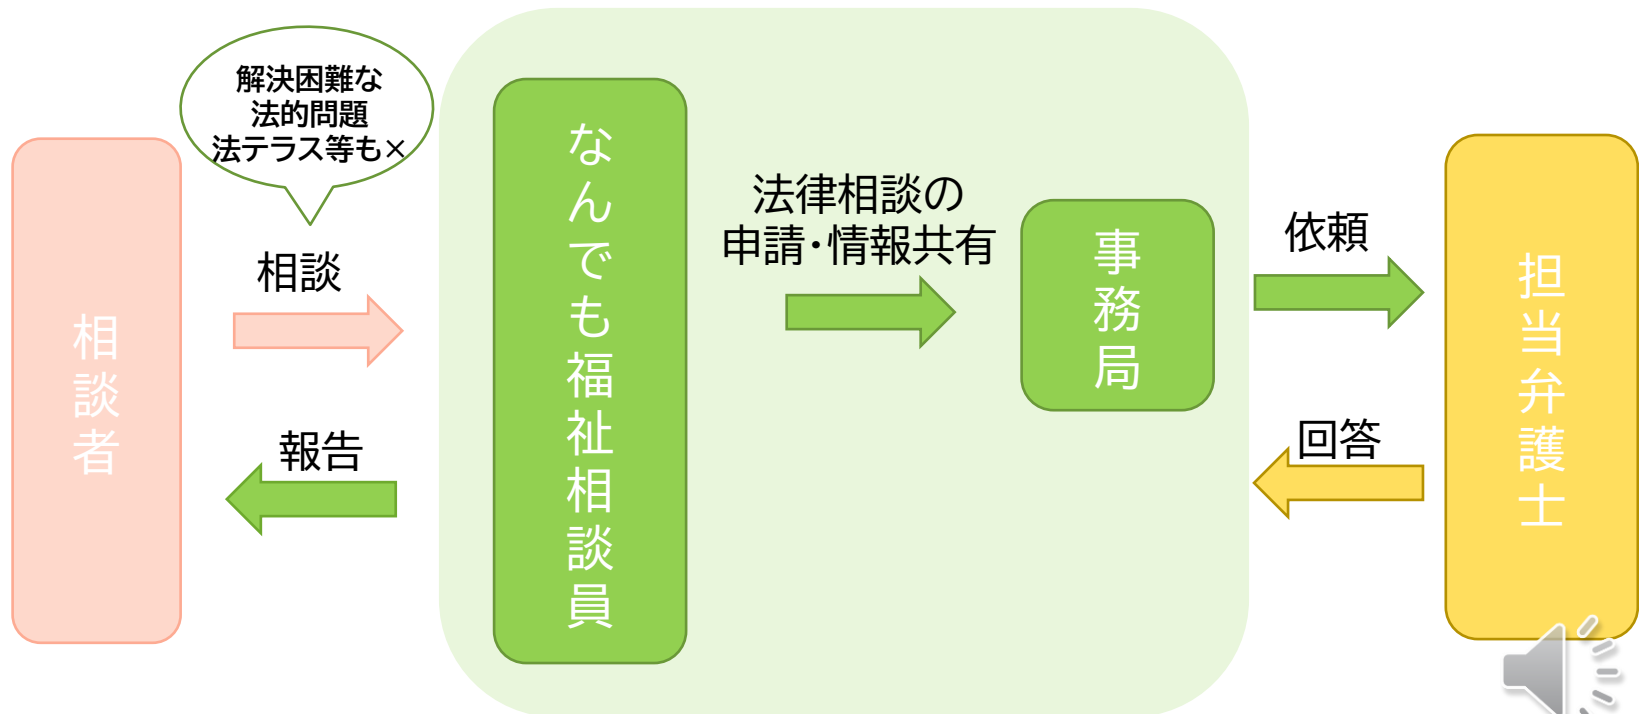 解決困難な
法的問題
法テラス等も×
相談者
相談
報告
なんでも福祉相談員
法律相談の
申請・情報共有
事務局
依頼
回答
担当弁護士